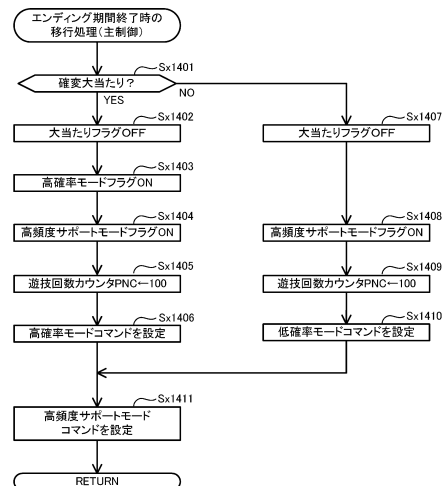 エンディング期間終了時の
移行処理(主制御)
Sx1401
確変大当たり?
NO
YES
Sx1402
大当たりフラグOFF
Sx1403
高確率モードフラグON
Sx1404
高頻度サポートモードフラグON
Sx1405
遊技回数カウンタPNC←100
Sx1406
高確率モードコマンドを設定
Sx1407
大当たりフラグOFF
Sx1408
高頻度サポートモードフラグON
Sx1409
遊技回数カウンタPNC←100
Sx1410
低確率モードコマンドを設定
Sx1411
高頻度サポートモード
コマンドを設定
RETURN